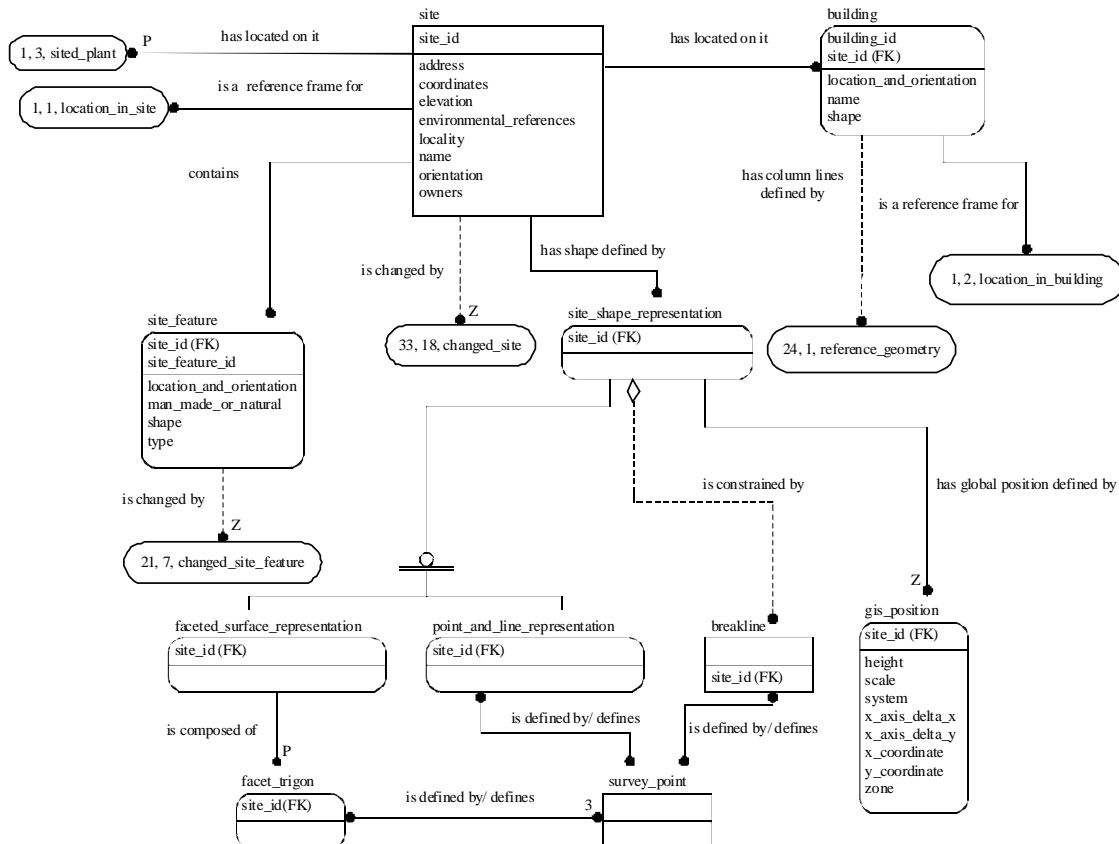 site
site_id
address
coordinates
elevation
environmental_references
locality
name
orientation
owners
building
building_id
site_id (FK)
location_and_orientation
name
shape
has located on it
P
1, 3, sited_plant
is a reference frame for
1, 1, location_in_site
has located on it
contains
has column lines
defined by
is a reference frame for
is changed by
has shape defined by
Z
33, 18, changed_site
1, 2, location_in_building
24, 1, reference_geometry
site_feature
site_id (FK)
site_feature_id
location_and_orientation
man_made_or_natural
shape
type
site_shape_representation
site_id (FK)
is changed by
Z
21, 7, changed_site_feature
is constrained by
has global position defined by
Z
faceted_surface_representation
site_id (FK)
point_and_line_representation
site_id (FK)
breakline
site_id (FK)
gis_position
site_id (FK)
height
scale
system
x_axis_delta_x
x_axis_delta_y
x_coordinate
y_coordinate
zone
is composed of
P
is defined by/ defines
is defined by/ defines
facet_trigon
site_id(FK)
is defined by/ defines
3
survey_point